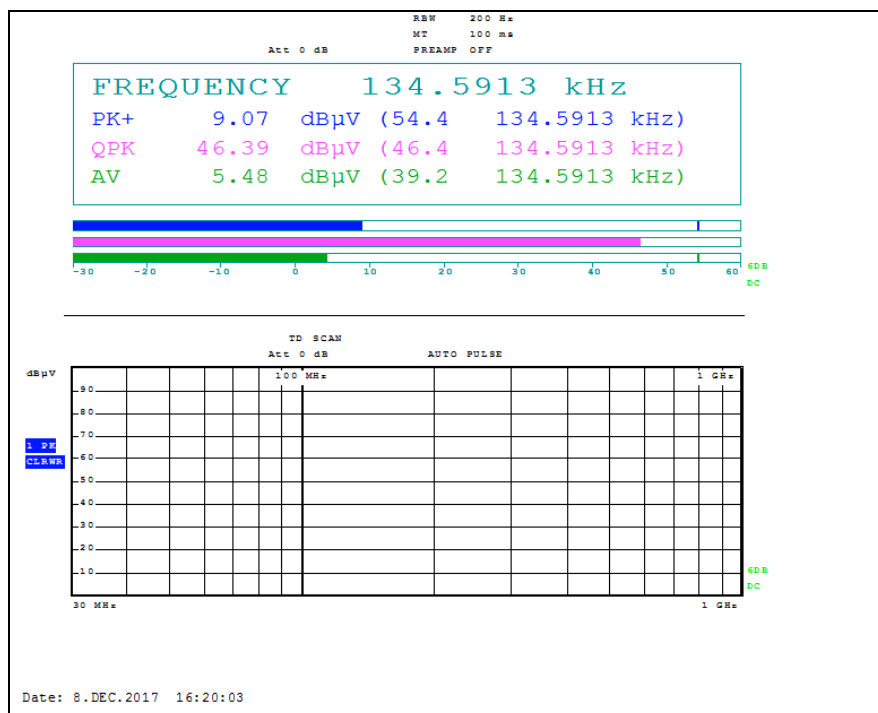 RBW 200 Hz
MT 100 ms
Att 0 dB PREAMP OFF
FREQUENCY 134.5913 kHz
PK+ 9.07 dBµV (54.4 134.5913 kHz)
QPK 46.39 dBµV (46.4 134.5913 kHz)
AV 5.48 dBµV (39.2 134.5913 kHz)
-30 -20 -10 0 10 20 30 40 50 60 6DB
DC
TD SCAN
Att 0 dB AUTO PULSE
dBµV 100 MHz 1 GHz
90
80
70
1 PK
CLRWR 60
50
40
30
20
10 6DB
DC
30 MHz 1 GHz
Date: 8.DEC.2017 16:20:03